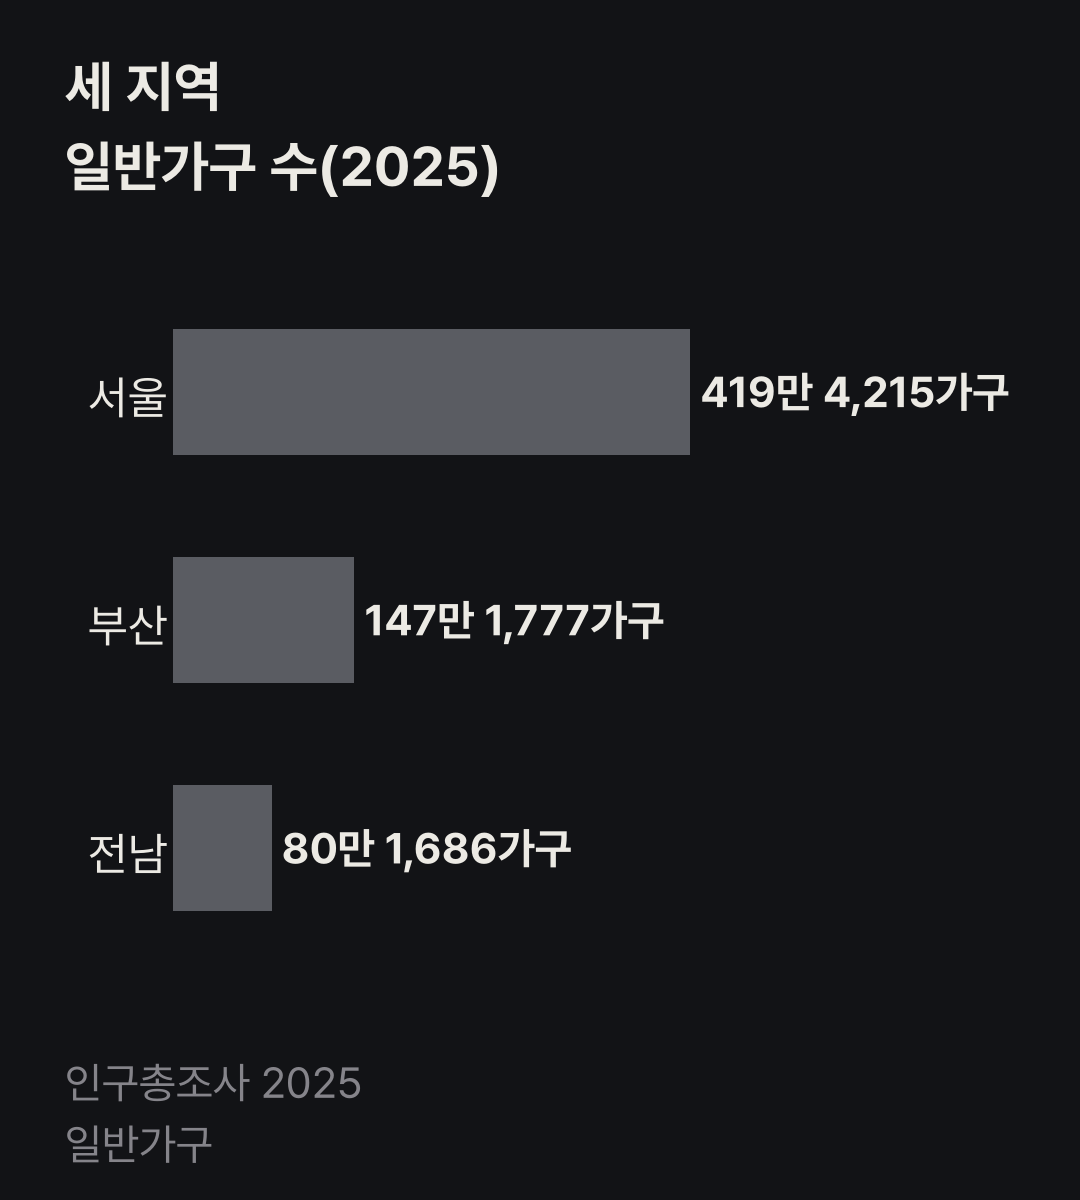 세 지역
일반가구 수(2025)
서울 419만 4,215가구
부산 147만 1,777가구
전남 80만 1,686가구
인구총조사 2025
일반가구